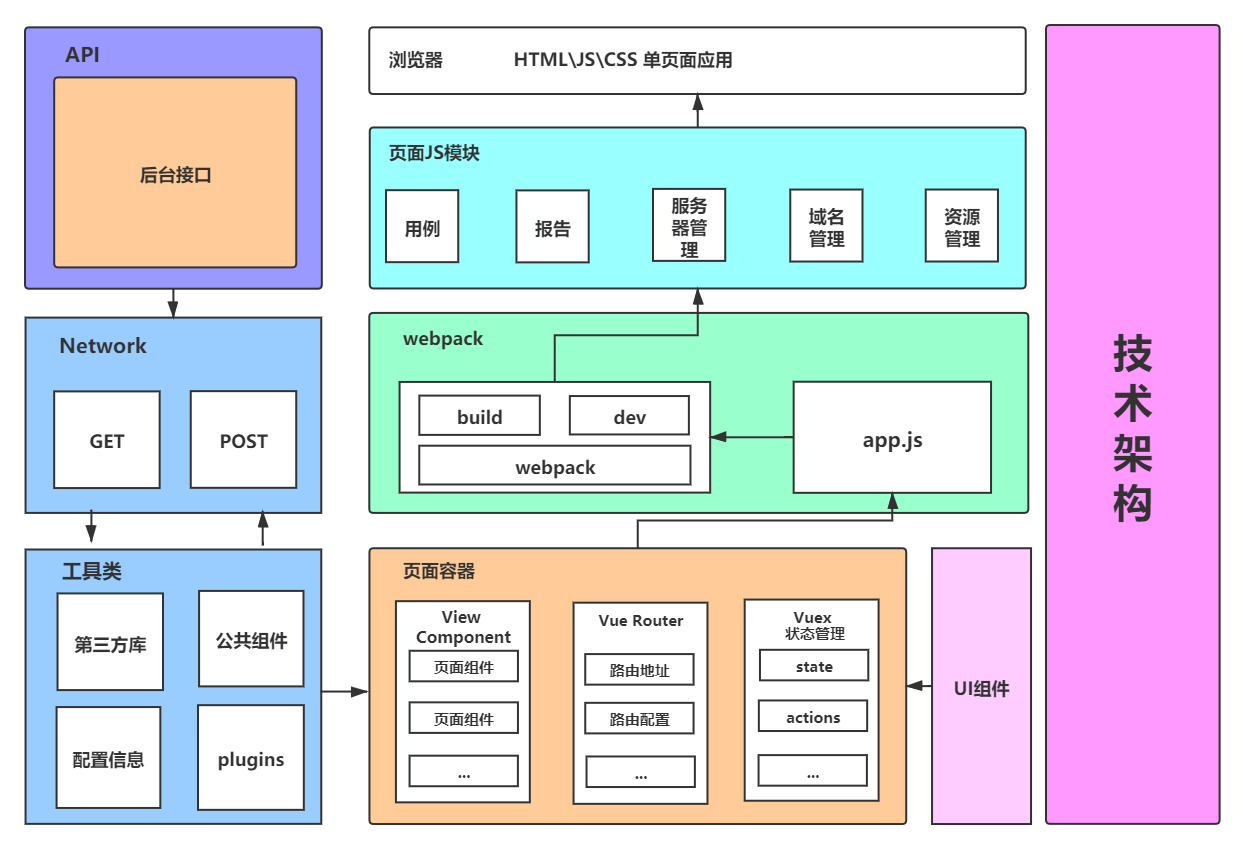 API
后台接口
Network
GET
POST
工具类
第三方库
公共组件
配置信息
plugins
浏览器 HTML\JS\CSS 单页面应用
页面JS模块
用例
报告
服务
器管
理
域名
管理
资源
管理
webpack
build
dev
webpack
app.js
页面容器
View
Component
页面组件
页面组件
...
Vue Router
路由地址
路由配置
...
Vuex
状态管理
state
actions
...
UI组件
技
术
架
构